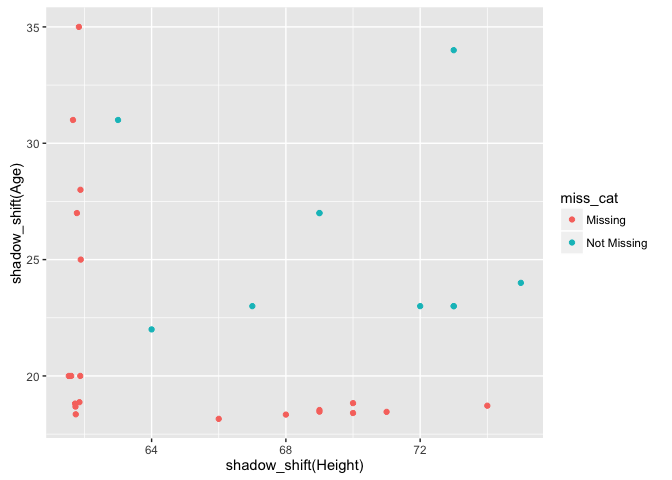 35
30
25
20
shadow_shift(Age)
64
68
72
shadow_shift(Height)
miss_cat
Missing
Not Missing